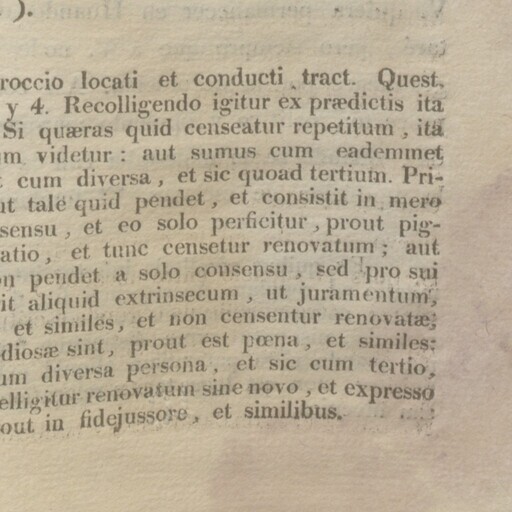 ).
roccio locati et conducti tract. Quest.
y 4. Recolligendo igitur ex prædictis ita
Si quæras quid censeatur repetitum, ita
m videtur: aut sumus cum eademmet
cum diversa, et sic quoad tertium. Pri-
ut tale quid pendet, et consistit in mero
sensu, et eo solo perficitur, prout pig-
atio, et tunc censetur renovatum; aut
on pendet a solo consensu, sed pro sui
it aliquid extrinsecum, ut juramentum,
et similes, et non censentur renovatæ;
diosæ sint, prout est pœna, et similes:
um diversa persona, et sic cum tertio,
elligitur renovatum sine novo, et expresso
out in fidejussore, et similibus.